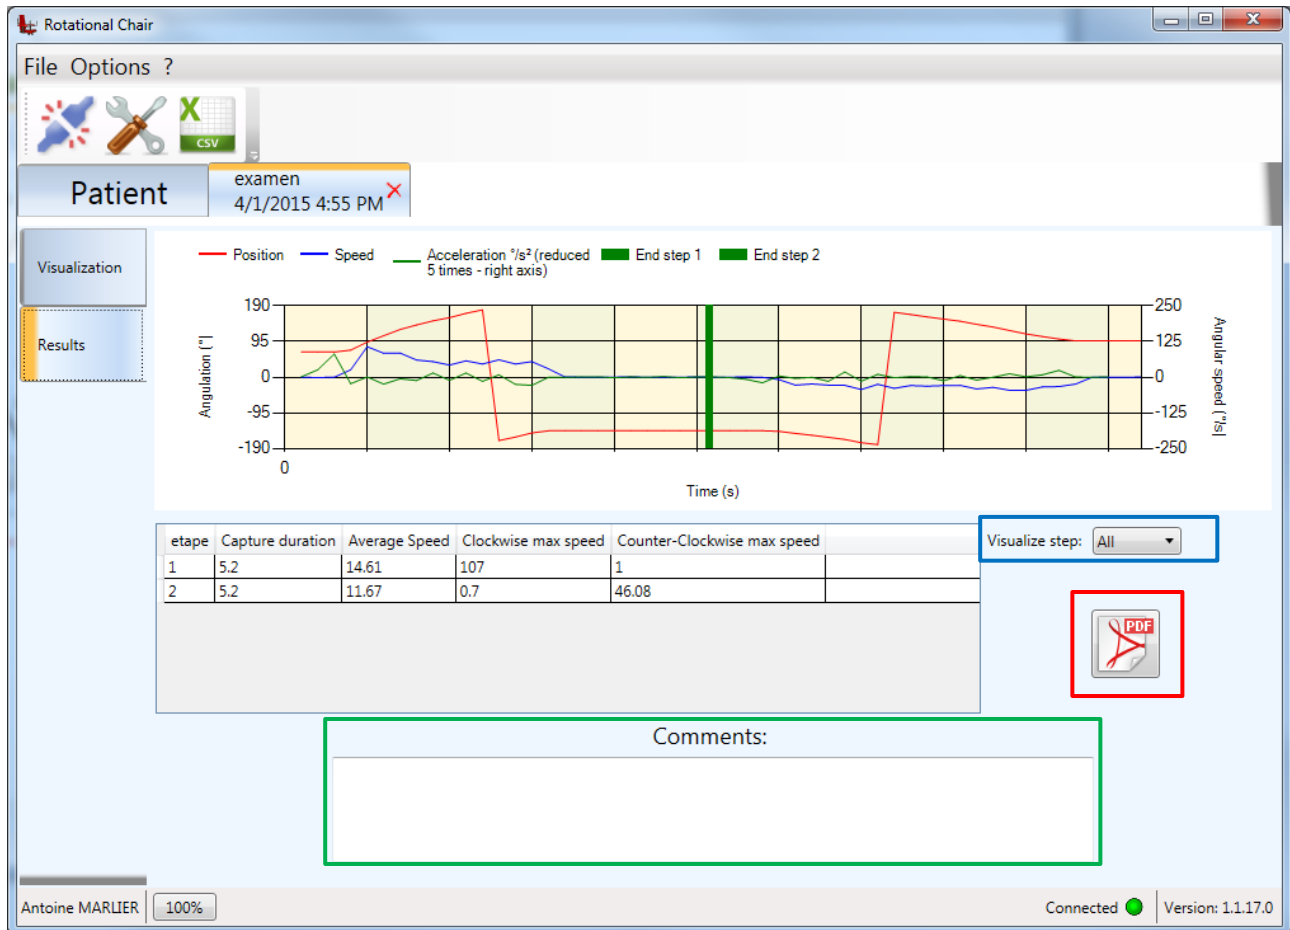 Rotational Chair
File Options ?
X
CSV
Patient
examen
4/1/2015 4:55 PM
Visualization
Results
Position
Speed
Acceleration °/s² (reduced
5 times - right axis)
End step 1
End step 2
190
95
0
-95
-190
Angulation (°)
250
125
0
-125
-250
Angular speed (°/s)
0
Time (s)
etape Capture duration Average Speed Clockwise max speed Counter-Clockwise max speed
1 5.2 14.61 107 1
2 5.2 11.67 0.7 46.08
Visualize step: All
PDF
Comments:
Antoine MARLIER 100% Connected Version: 1.1.17.0